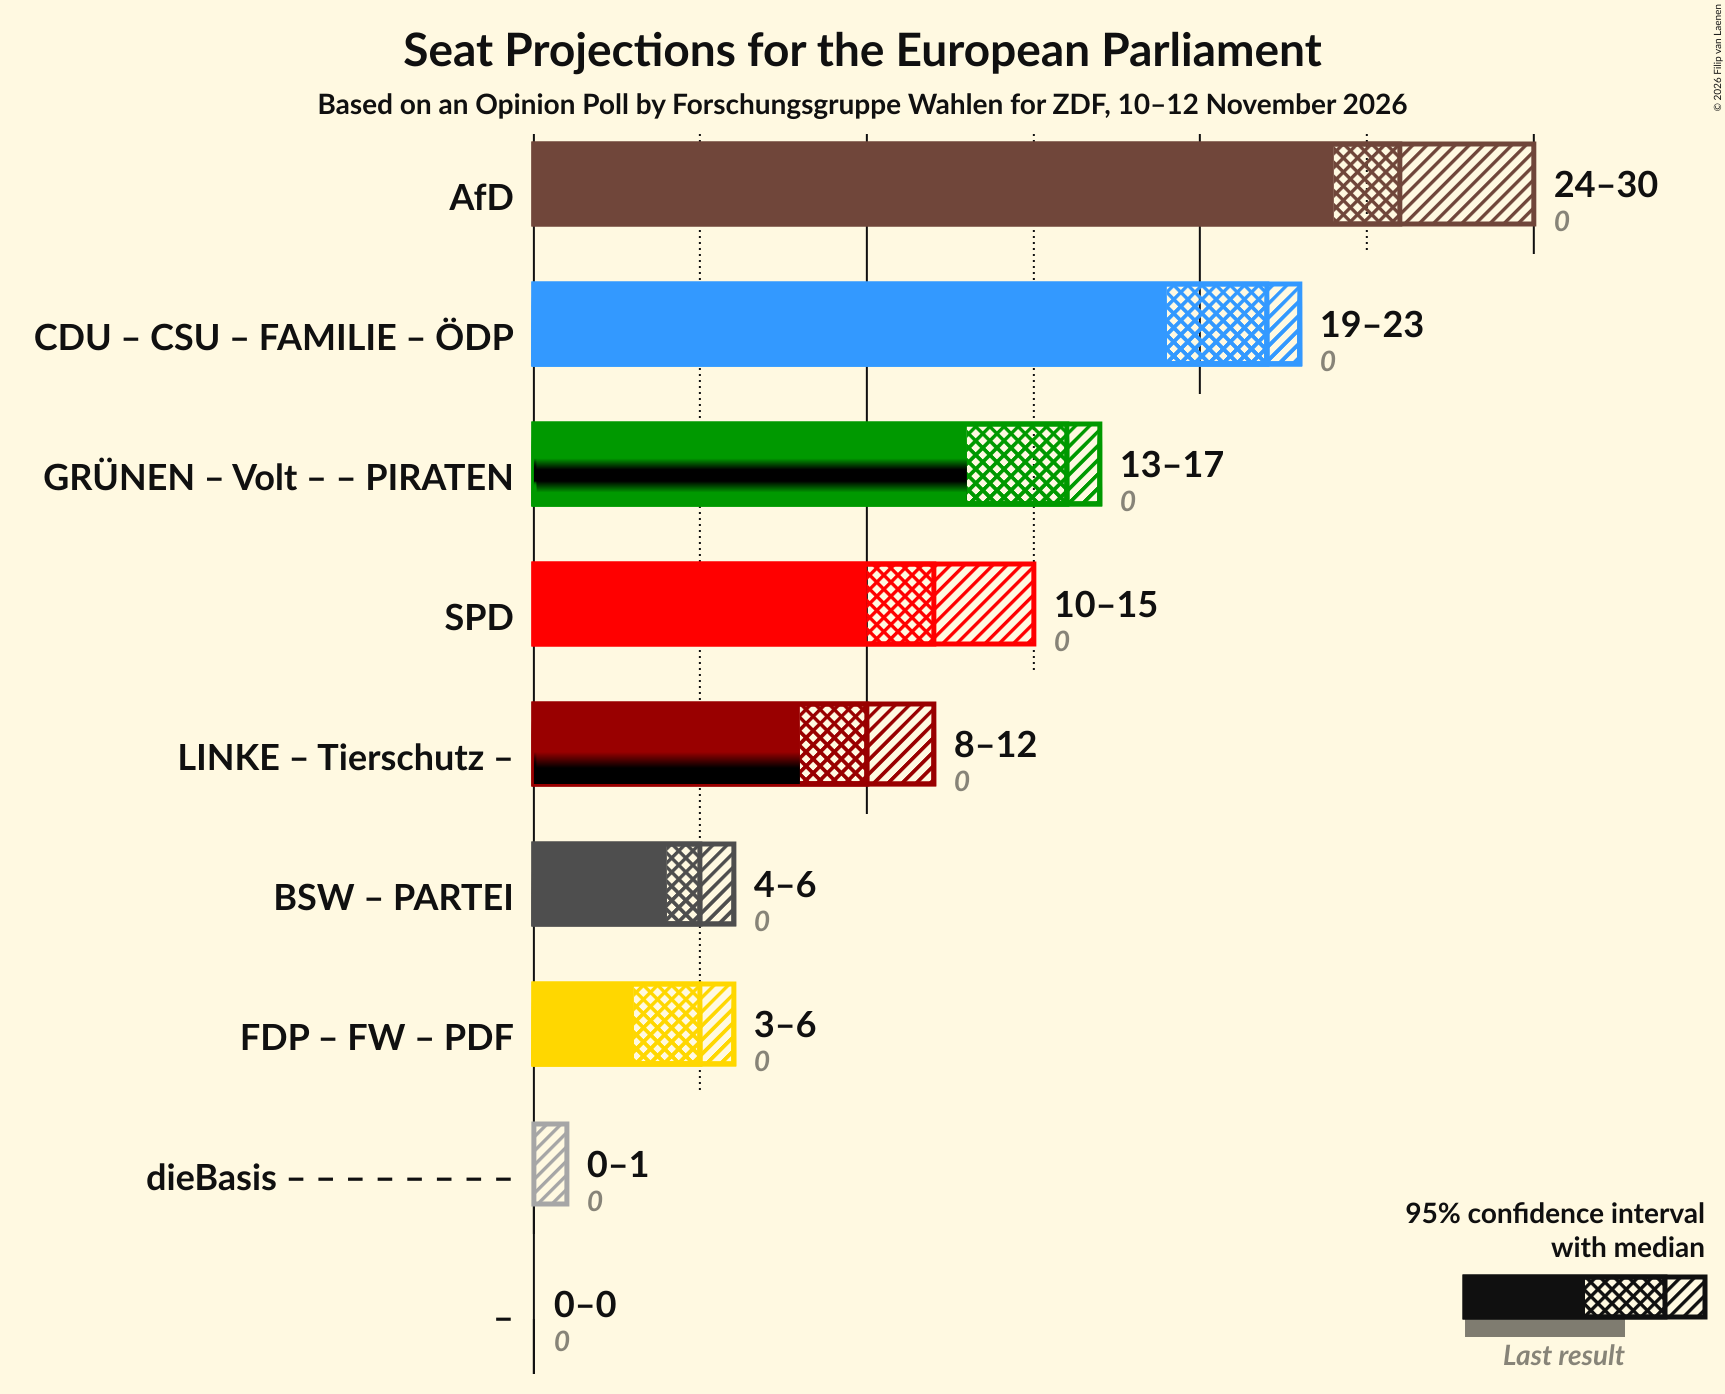 Seat Projections for the European Parliament
Based on an Opinion Poll by Forschungsgruppe Wahlen for ZDF, 10–12 November 2026
© 2026 Filip van Laenen
AfD
24–30
0
CDU – CSU – FAMILIE – ÖDP
19–23
0
GRÜNEN – Volt – – PIRATEN
13–17
0
SPD
10–15
0
LINKE – Tierschutz –
8–12
0
BSW – PARTEI
4–6
0
FDP – FW – PDF
3–6
0
dieBasis – – – – – – – –
0–1
0
–
0–0
0
95% confidence interval
with median
Last result